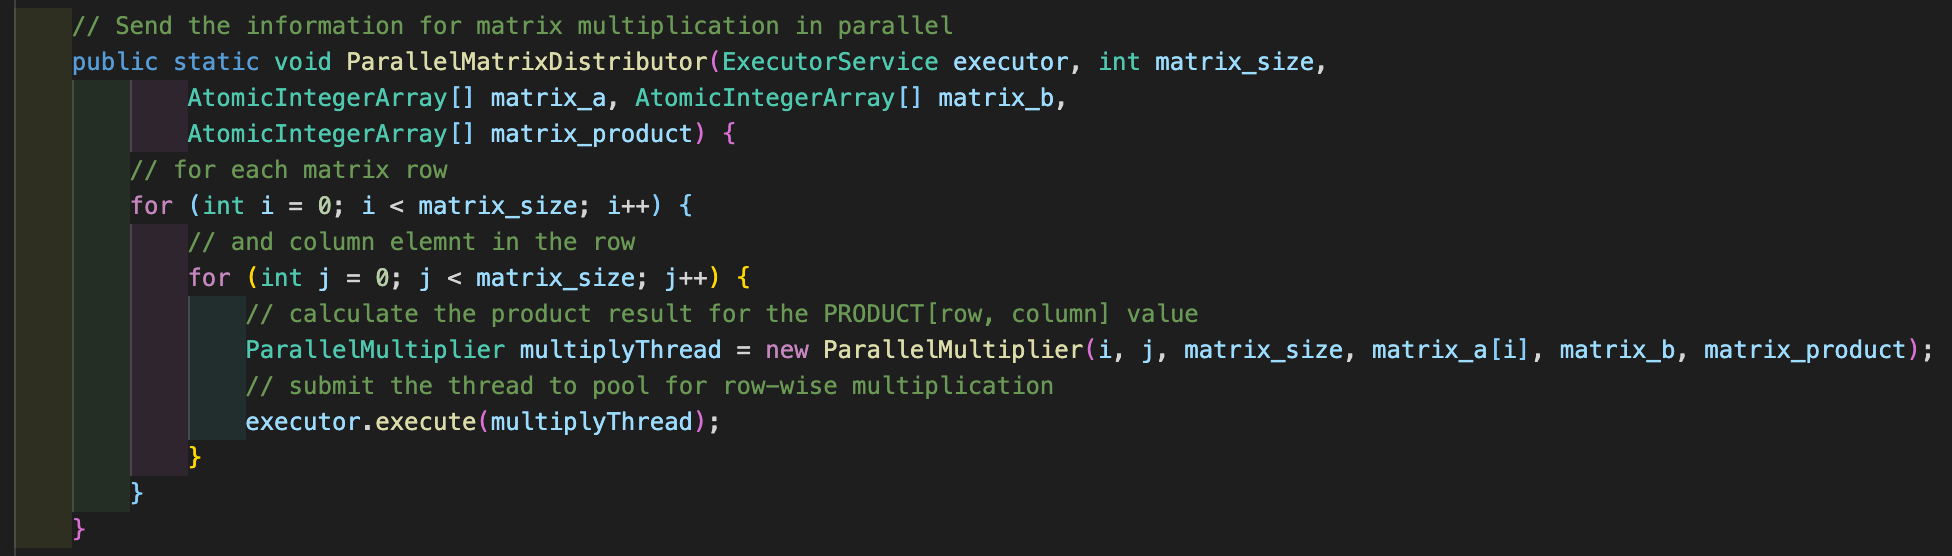 // Send the information for matrix multiplication in parallel
public static void ParallelMatrixDistributor(ExecutorService executor, int matrix_size,
AtomicIntegerArray[] matrix_a, AtomicIntegerArray[] matrix_b,
AtomicIntegerArray[] matrix_product) {
// for each matrix row
for (int i = 0; i < matrix_size; i++) {
// and column elemnt in the row
for (int j = 0; j < matrix_size; j++) {
// calculate the product result for the PRODUCT[row, column] value
ParallelMultiplier multiplyThread = new ParallelMultiplier(i, j, matrix_size, matrix_a[i], matrix_b, matrix_product);
// submit the thread to pool for row-wise multiplication
executor.execute(multiplyThread);
}
}
}